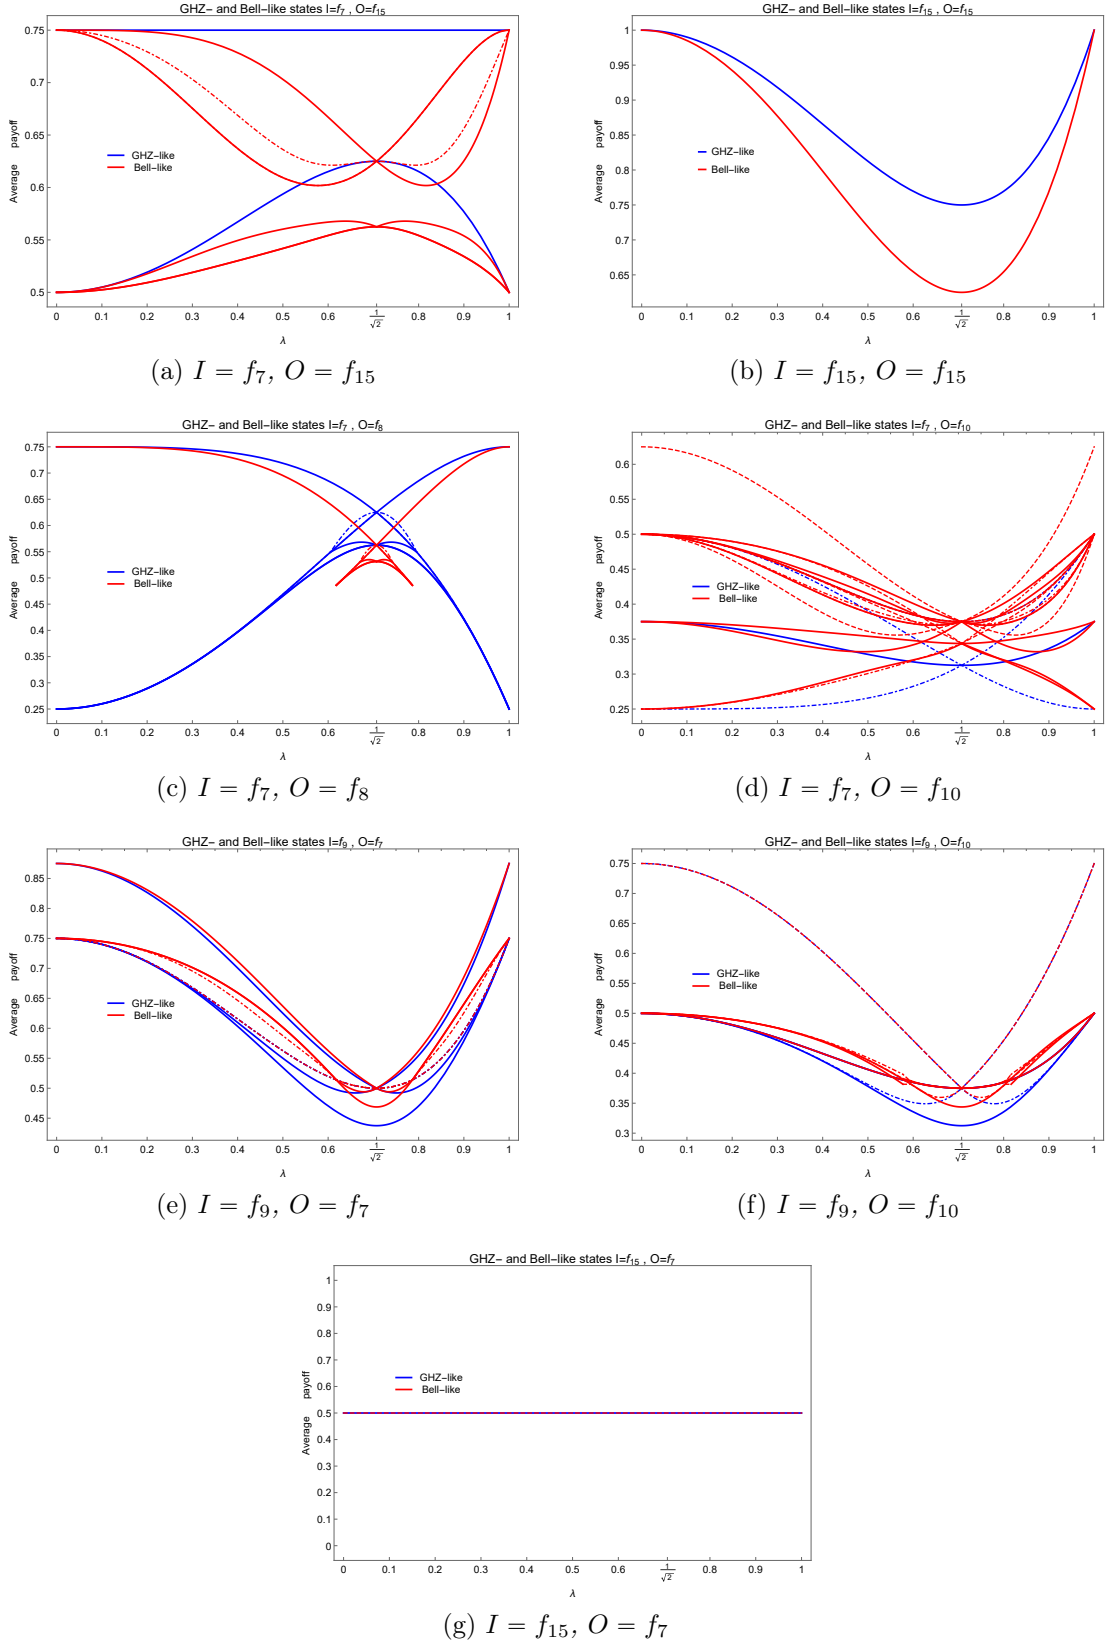 GHZ- and Bell-like states I=f₇ , O=f₁₅
Average payoff
0.75
0.7
0.65
0.6
0.55
0.5
GHZ-like
Bell-like
0 0.1 0.2 0.3 0.4 0.5 0.6 1/√2 0.8 0.9 1
λ
(a) I = f₇, O = f₁₅
GHZ- and Bell-like states I=f₁₅ , O=f₁₅
Average payoff
1
0.95
0.9
0.85
0.8
0.75
0.7
0.65
GHZ-like
Bell-like
0 0.1 0.2 0.3 0.4 0.5 0.6 1/√2 0.8 0.9 1
λ
(b) I = f₁₅, O = f₁₅
GHZ- and Bell-like states I=f₇ , O=f₈
Average payoff
0.75
0.7
0.65
0.6
0.55
0.5
0.45
0.4
0.35
0.3
0.25
GHZ-like
Bell-like
0 0.1 0.2 0.3 0.4 0.5 0.6 1/√2 0.8 0.9 1
λ
(c) I = f₇, O = f₈
GHZ- and Bell-like states I=f₇ , O=f₁₀
Average payoff
0.6
0.55
0.5
0.45
0.4
0.35
0.3
0.25
GHZ-like
Bell-like
0 0.1 0.2 0.3 0.4 0.5 0.6 1/√2 0.8 0.9 1
λ
(d) I = f₇, O = f₁₀
GHZ- and Bell-like states I=f₉ , O=f₇
Average payoff
0.85
0.8
0.75
0.7
0.65
0.6
0.55
0.5
0.45
GHZ-like
Bell-like
0 0.1 0.2 0.3 0.4 0.5 0.6 1/√2 0.8 0.9 1
λ
(e) I = f₉, O = f₇
GHZ- and Bell-like states I=f₉ , O=f₁₀
Average payoff
0.75
0.7
0.65
0.6
0.55
0.5
0.45
0.4
0.35
0.3
GHZ-like
Bell-like
0 0.1 0.2 0.3 0.4 0.5 0.6 1/√2 0.8 0.9 1
λ
(f) I = f₉, O = f₁₀
GHZ- and Bell-like states I=f₁₅ , O=f₇
Average payoff
1
0.9
0.8
0.7
0.6
0.5
0.4
0.3
0.2
0.1
0
GHZ-like
Bell-like
0 0.1 0.2 0.3 0.4 0.5 0.6 1/√2 0.8 0.9 1
λ
(g) I = f₁₅, O = f₇